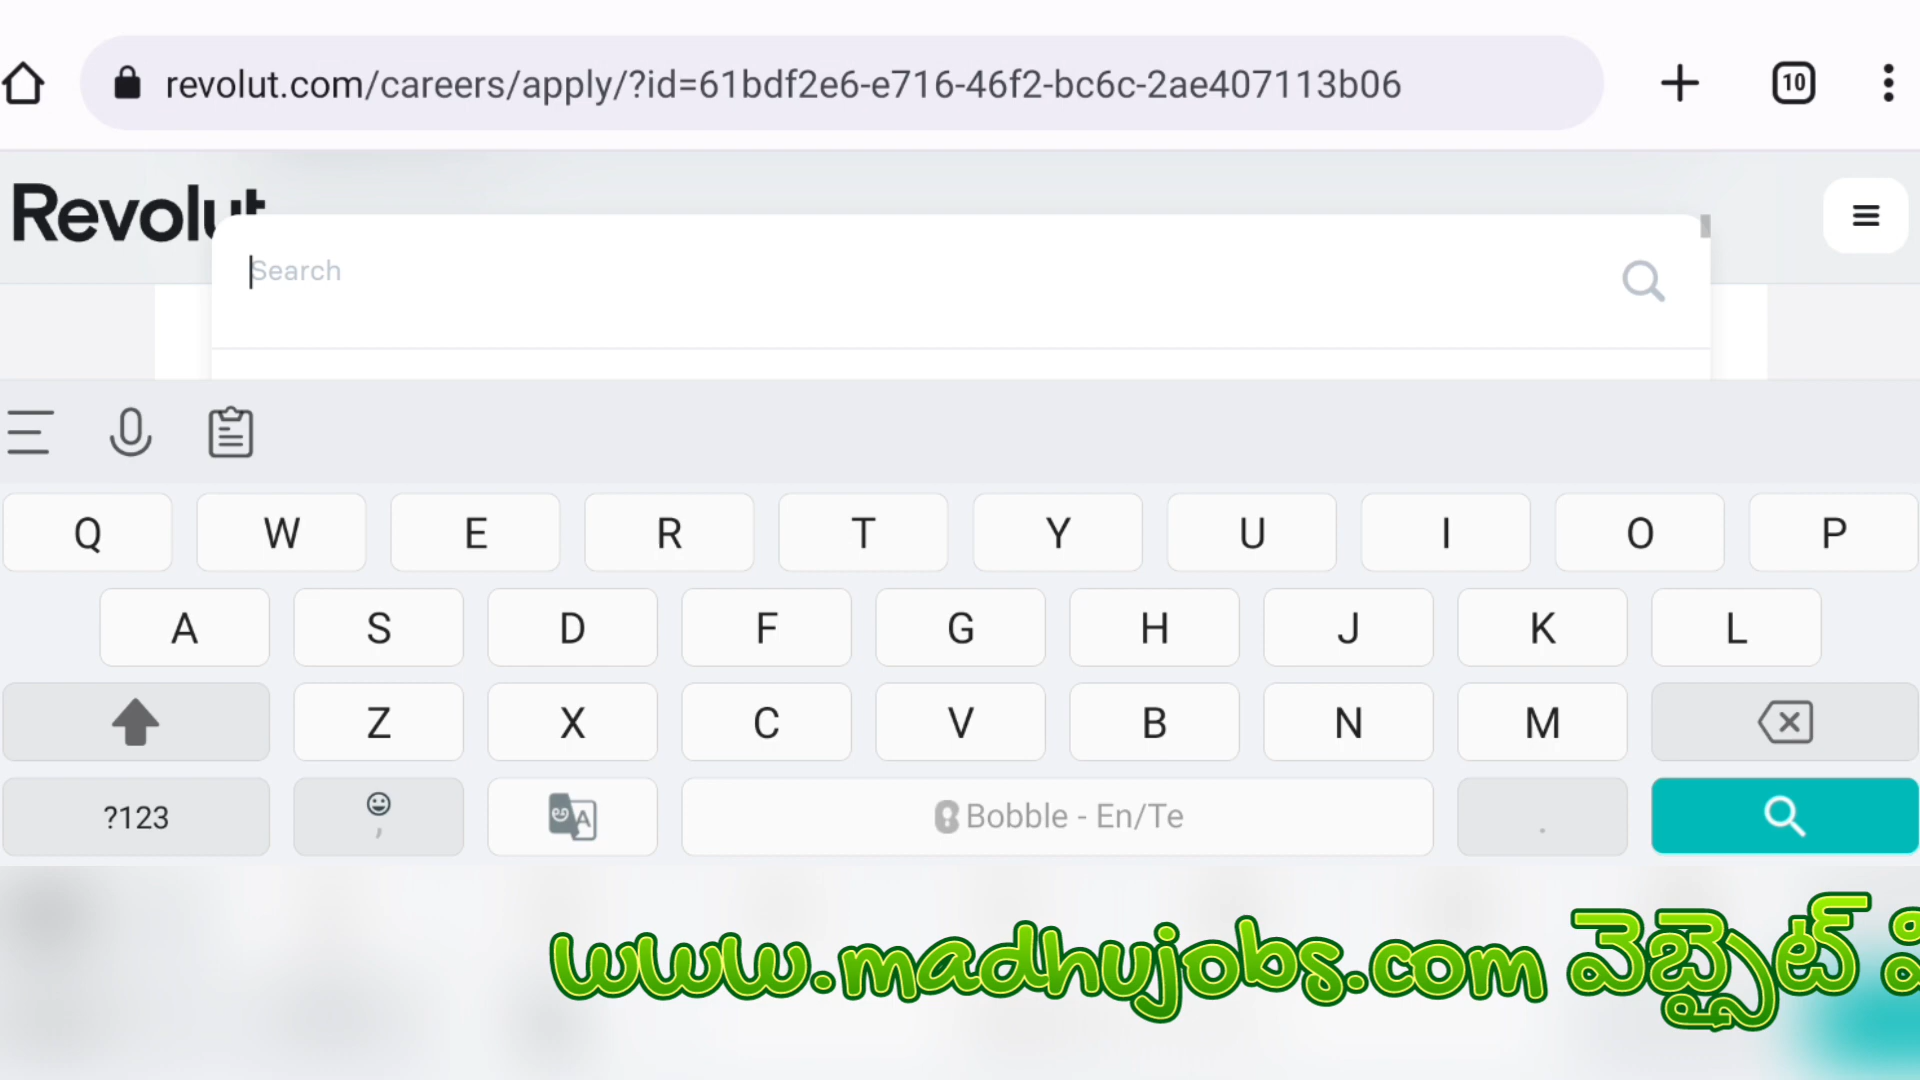 revolut.com/careers/apply/?id=61bdf2e6-e716-46f2-bc6c-2ae407113b06
10
Revolut
Search
Q W E R T Y U I O P
A S D F G H J K L
Z X C V B N M
?123 , Bobble - En/Te .
www.madhujobs.com వెబ్సైట్